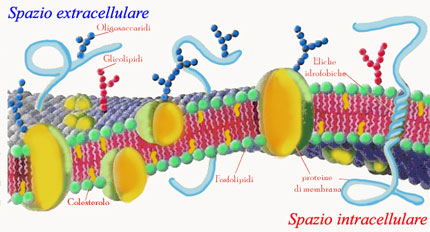 Spazio extracellulare
Oligosaccaridi
Glicolipidi
Eliche
idrofobiche
Fosfolipidi
proteine
di membrana
Colesterolo
Spazio intracellulare